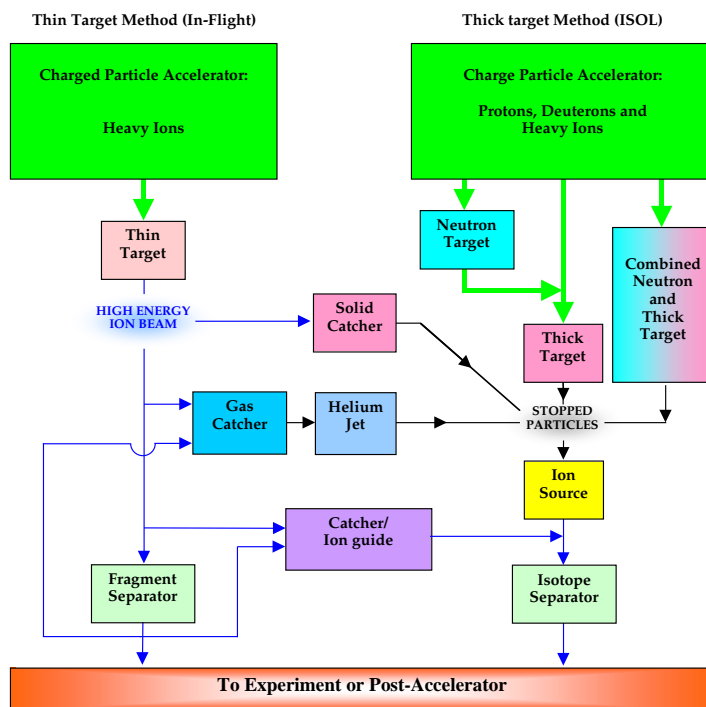 Thin Target Method (In-Flight)
Thick target Method (ISOL)
Charged Particle Accelerator:
Heavy Ions
Charge Particle Accelerator:
Protons, Deuterons and
Heavy Ions
Thin
Target
Neutron
Target
Combined
Neutron
and
Thick
Target
HIGH ENERGY
ION BEAM
Solid
Catcher
Thick
Target
Gas
Catcher
Helium
Jet
STOPPED
PARTICLES
Ion
Source
Catcher/
Ion guide
Fragment
Separator
Isotope
Separator
To Experiment or Post-Accelerator